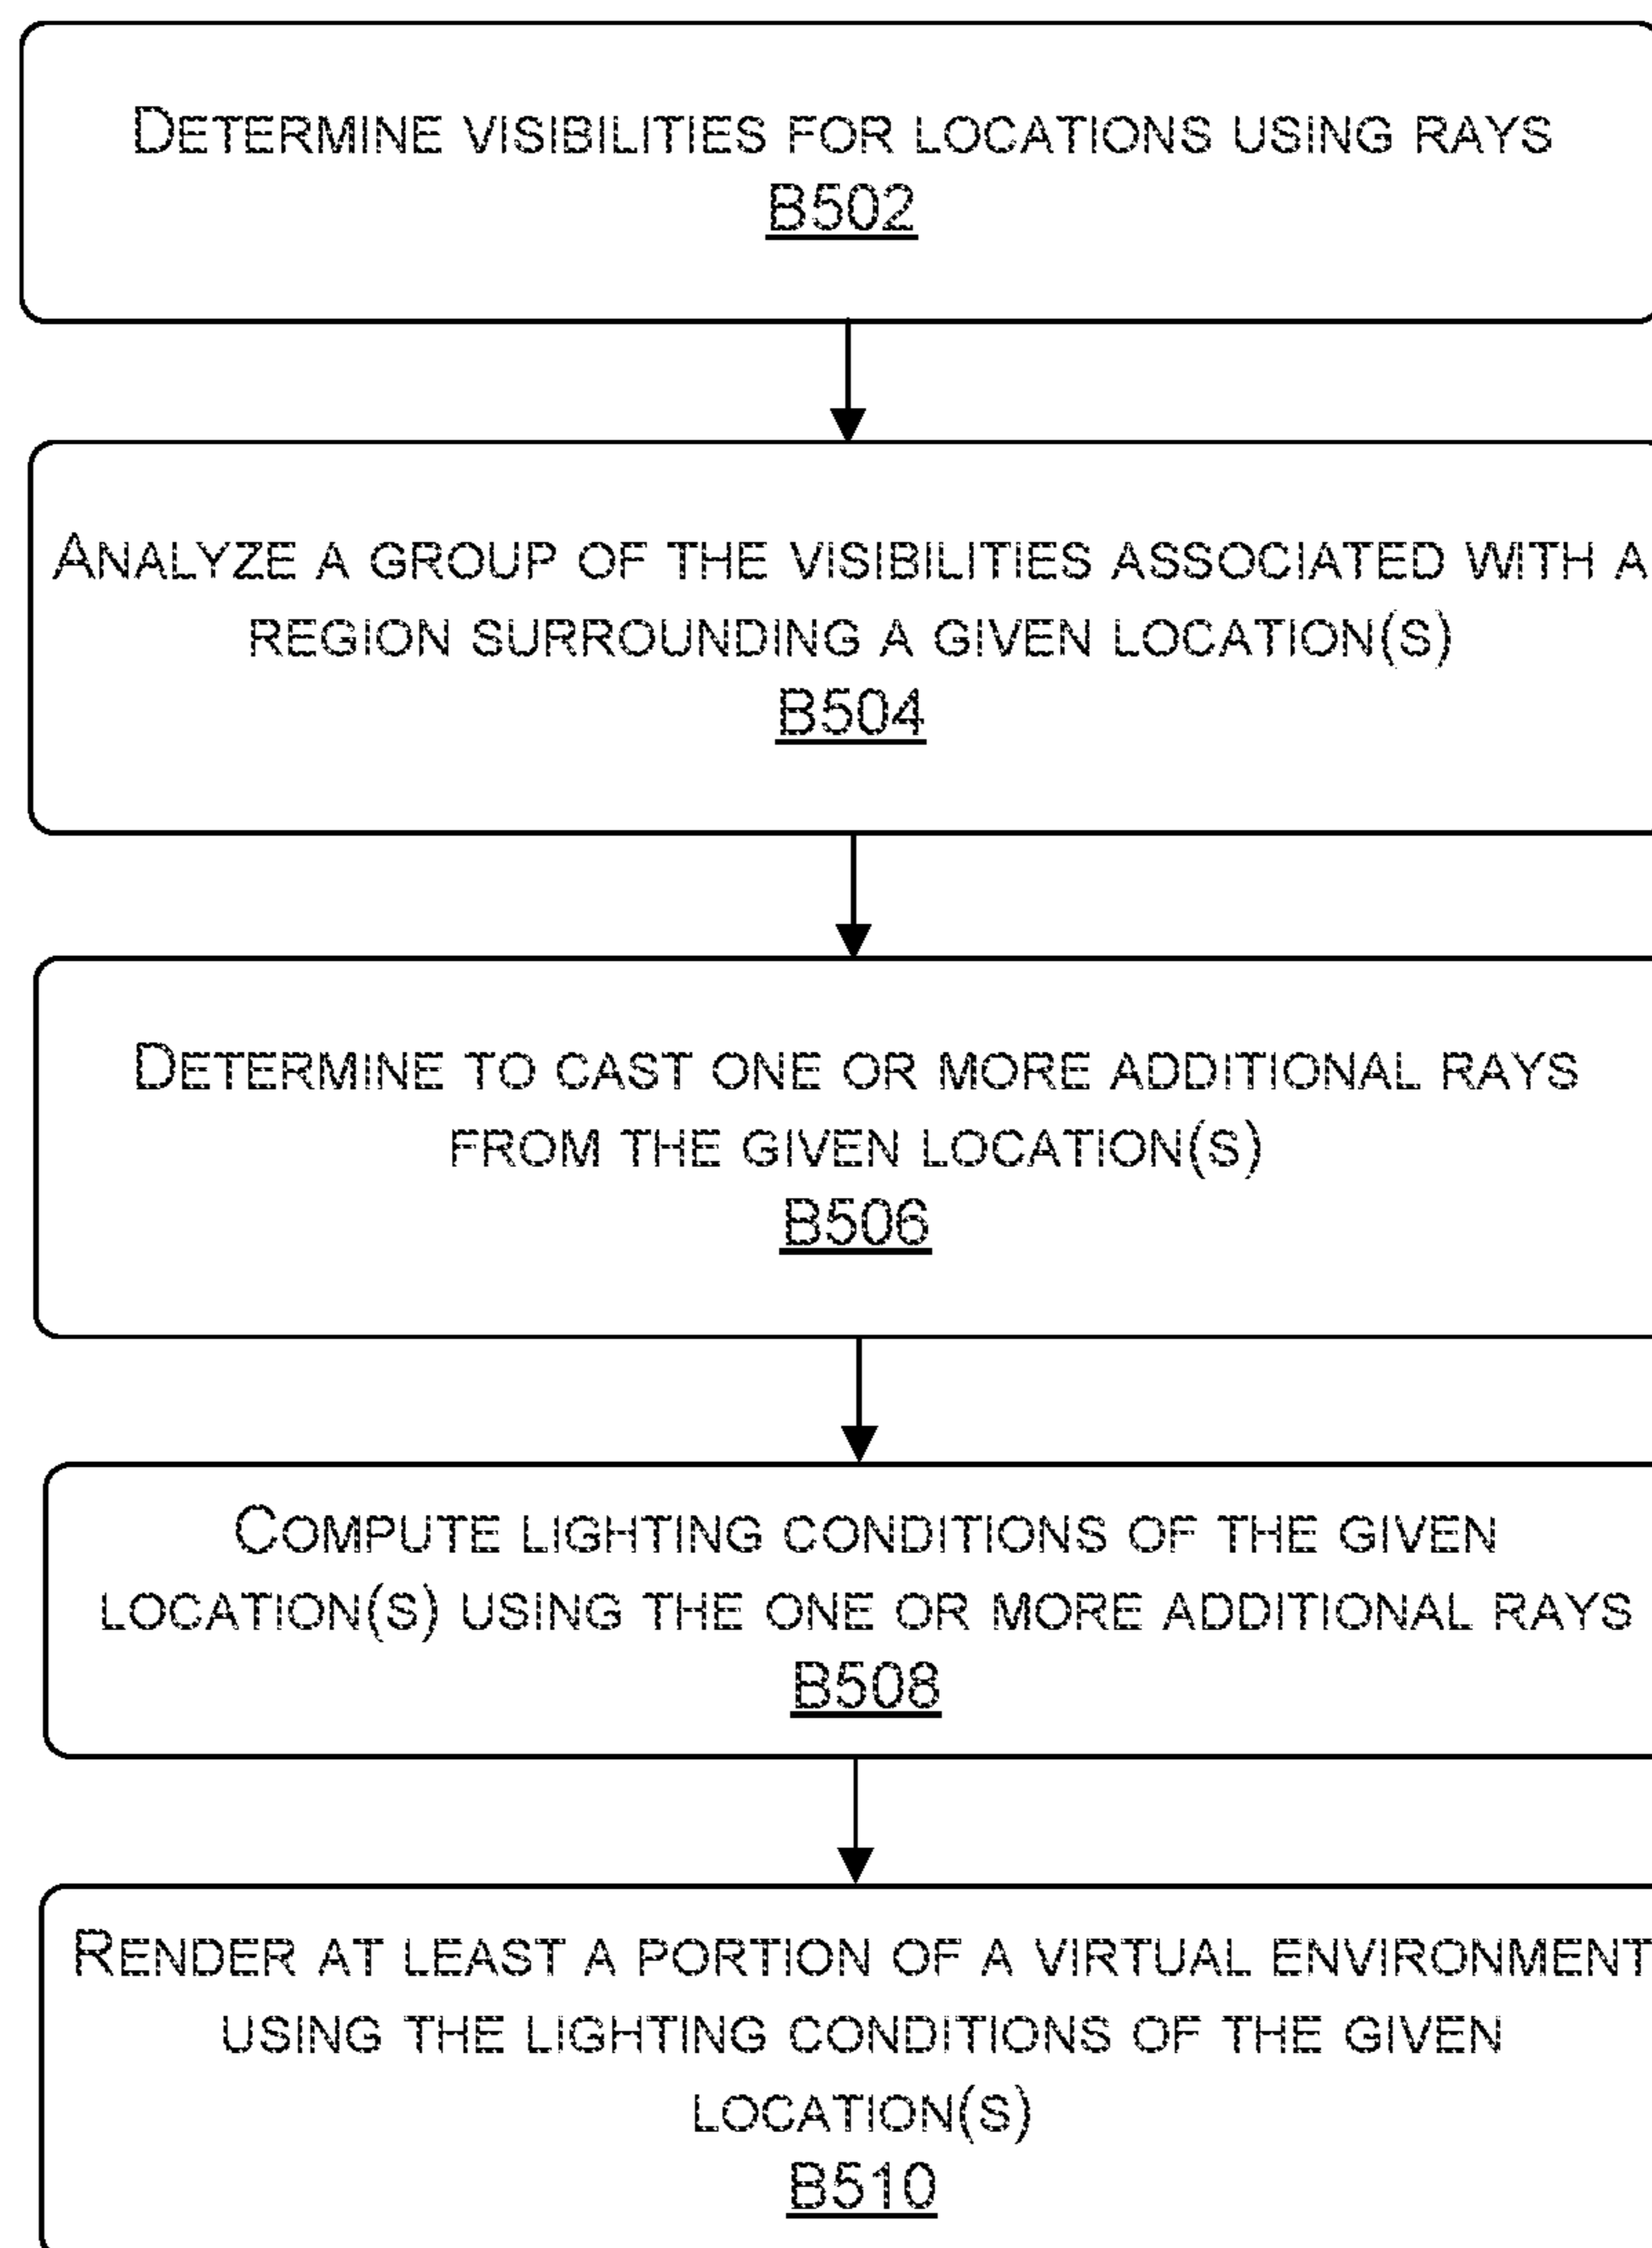 DETERMINE VISIBILITIES FOR LOCATIONS USING RAYS
B502
ANALYZE A GROUP OF THE VISIBILITIES ASSOCIATED WITH A
REGION SURROUNDING A GIVEN LOCATION(S)
B504
DETERMINE TO CAST ONE OR MORE ADDITIONAL RAYS
FROM THE GIVEN LOCATION(S)
B506
COMPUTE LIGHTING CONDITIONS OF THE GIVEN
LOCATION(S) USING THE ONE OR MORE ADDITIONAL RAYS
B508
RENDER AT LEAST A PORTION OF A VIRTUAL ENVIRONMENT
USING THE LIGHTING CONDITIONS OF THE GIVEN
LOCATION(S)
B510